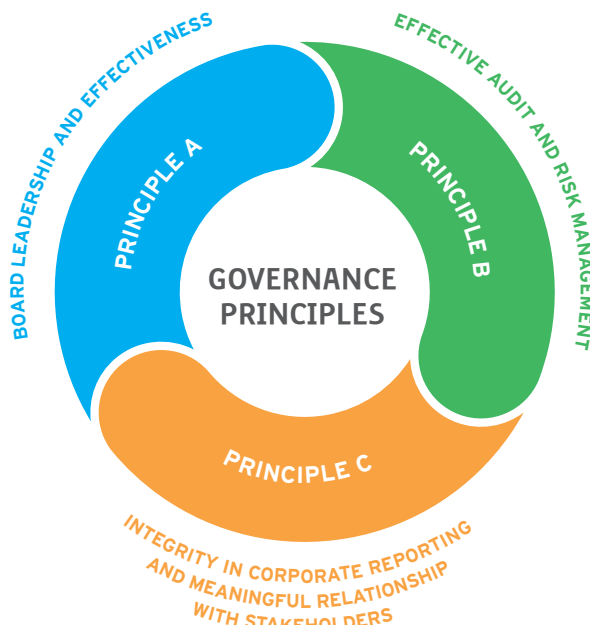 BOARD LEADERSHIP AND EFFECTIVENESS
PRINCIPLE A
EFFECTIVE AUDIT AND RISK MANAGEMENT
PRINCIPLE B
GOVERNANCE
PRINCIPLES
PRINCIPLE C
INTEGRITY IN CORPORATE REPORTING
AND MEANINGFUL RELATIONSHIP
WITH STAKEHOLDERS